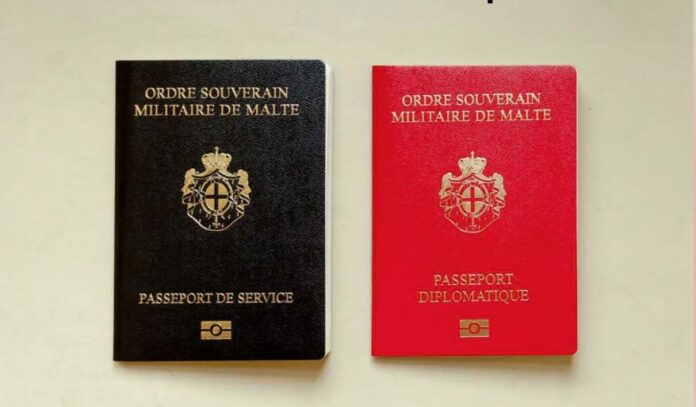 ORDRE SOUVERAIN
MILITAIRE DE MALTE
PASSEPORT DE SERVICE
ORDRE SOUVERAIN
MILITAIRE DE MALTE
PASSEPORT
DIPLOMATIQUE